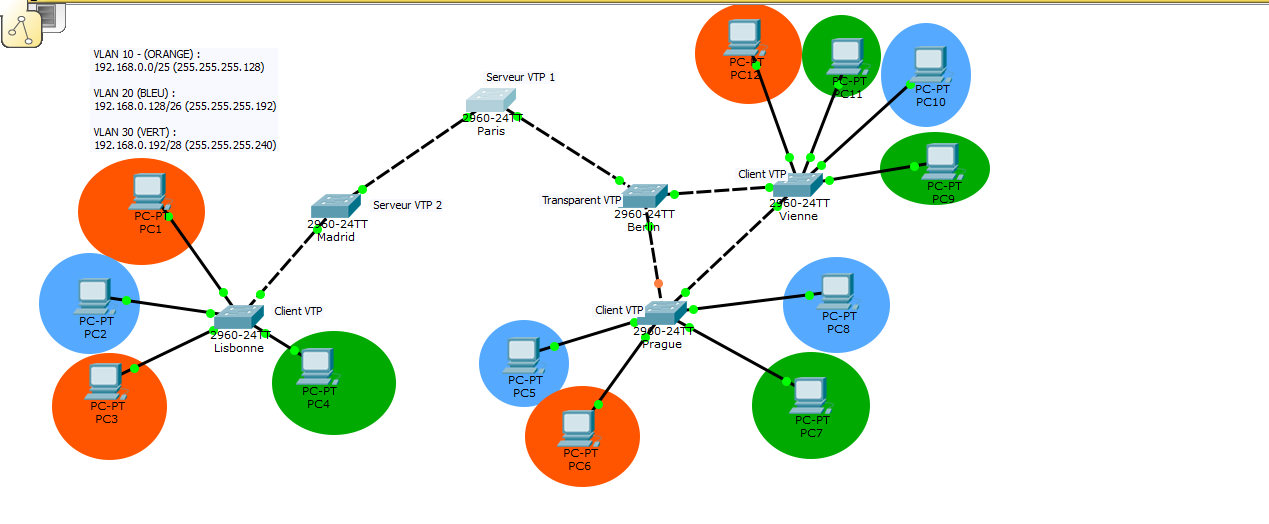 VLAN 10 - (ORANGE) :
192.168.0.0/25 (255.255.255.128)
VLAN 20 (BLEU) :
192.168.0.128/26 (255.255.255.192)
VLAN 30 (VERT) :
192.168.0.192/28 (255.255.255.240)
Serveur VTP 1
2960-24TT
Paris
Serveur VTP 2
2960-24TT
Madrid
Client VTP
2960-24TT
Lisbonne
PC-PT
PC1
PC-PT
PC2
PC-PT
PC3
PC-PT
PC4
Transparent VTP
2960-24TT
Berlin
Client VTP
2960-24TT
Vienne
PC-PT
PC12
PC-PT
PC11
PC-PT
PC10
PC-PT
PC9
Client VTP
2960-24TT
Prague
PC-PT
PC8
PC-PT
PC5
PC-PT
PC6
PC-PT
PC7